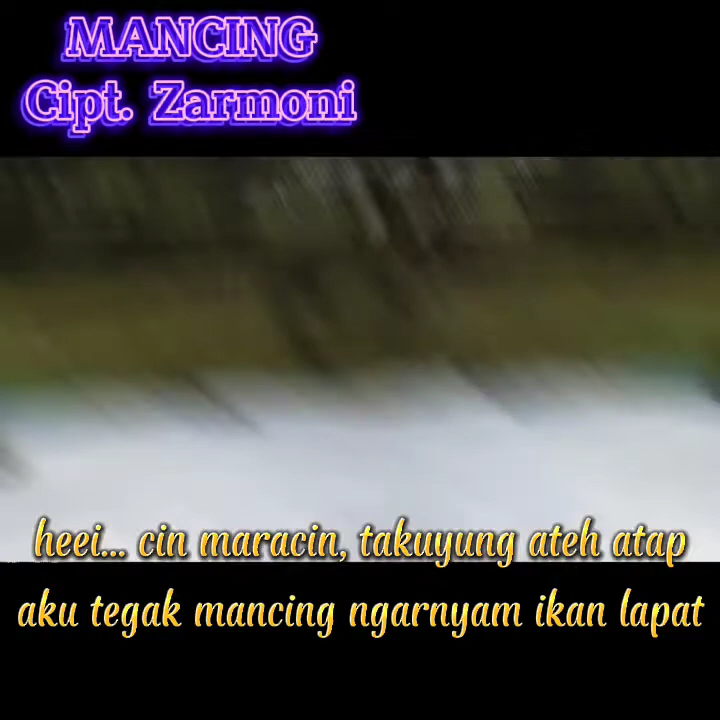 MANCING
Cipt. Zarmoni
heei... cin maracin, takuyung ateh atap
aku tegak mancing ngarnyam ikan lapat